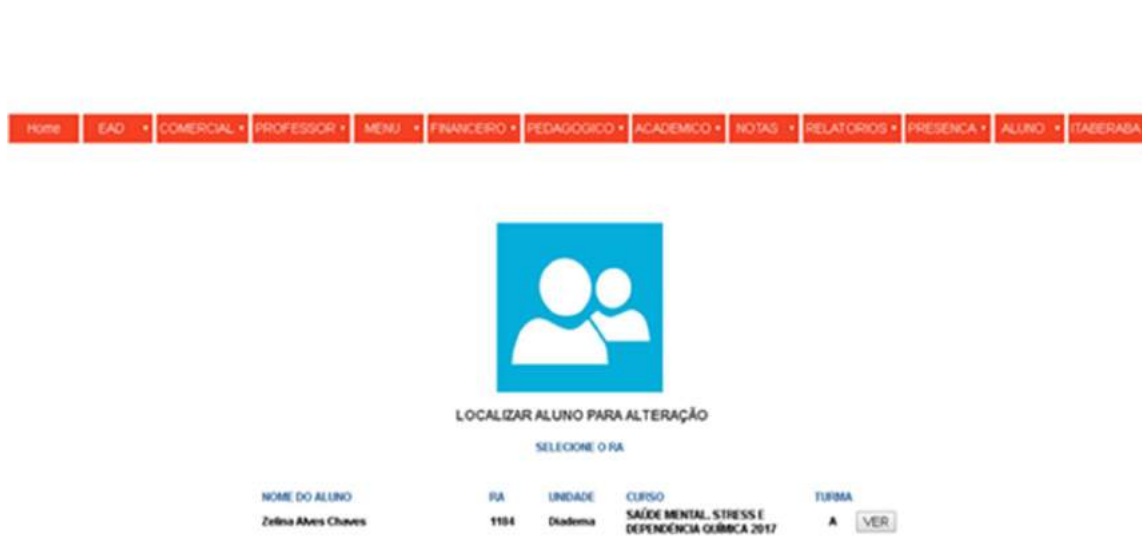 Home EAD COMERCIAL PROFESSOR MENU FINANCEIRO PEDAGOGICO ACADEMICO NOTAS RELATORIOS PRESENCA ALUNO ITABERABA
LOCALIZAR ALUNO PARA ALTERAÇÃO
SELECIONE O RA
NOME DO ALUNO RA UNIDADE CURSO TURMA
Zelina Alves Chaves 1184 Diadema SAÚDE MENTAL, STRESS E A VER
DEPENDÊNCIA QUÍMICA 2017